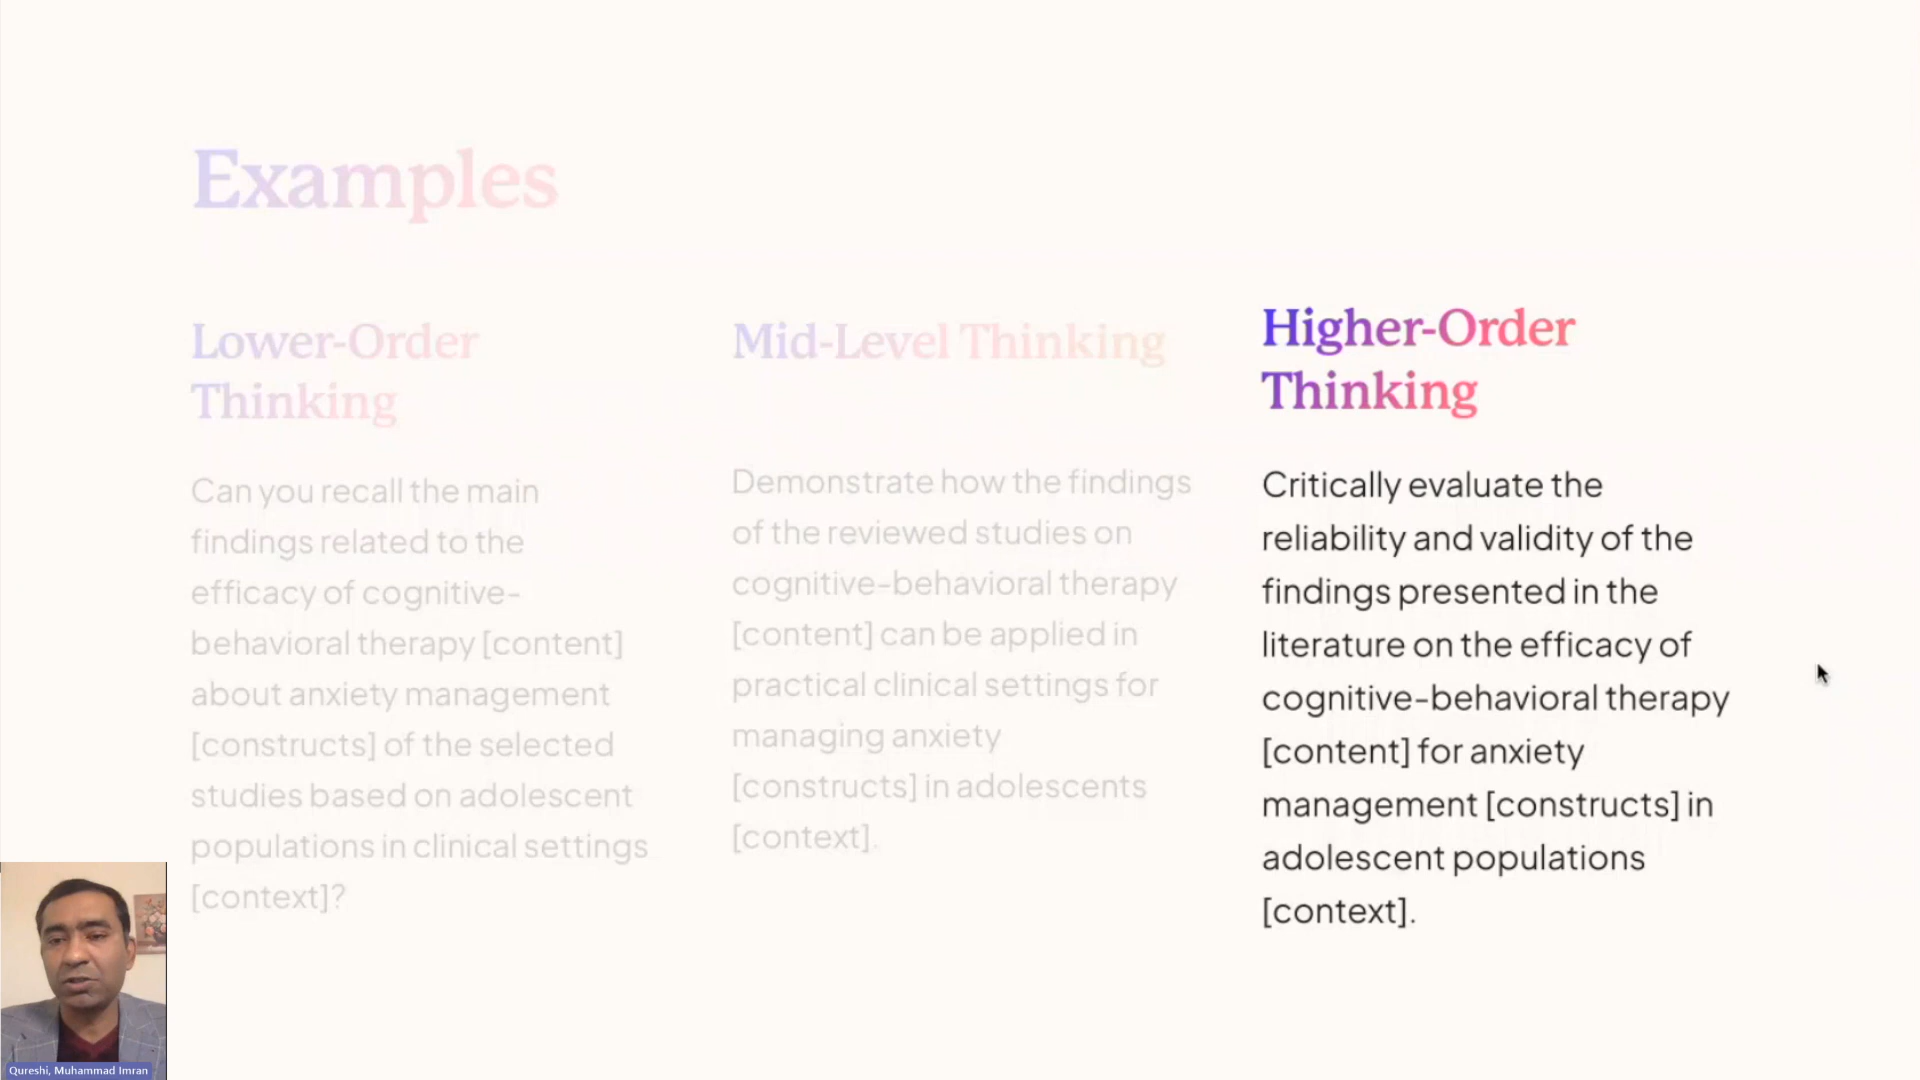 Examples
Lower-Order
Thinking
Can you recall the main
findings related to the
efficacy of cognitive-
behavioral therapy [content]
about anxiety management
[constructs] of the selected
studies based on adolescent
populations in clinical settings
[context]?
Mid-Level Thinking
Demonstrate how the findings
of the reviewed studies on
cognitive-behavioral therapy
[content] can be applied in
practical clinical settings for
managing anxiety
[constructs] in adolescents
[context].
Higher-Order
Thinking
Critically evaluate the
reliability and validity of the
findings presented in the
literature on the efficacy of
cognitive-behavioral therapy
[content] for anxiety
management [constructs] in
adolescent populations
[context].
Qureshi, Muhammad Imran